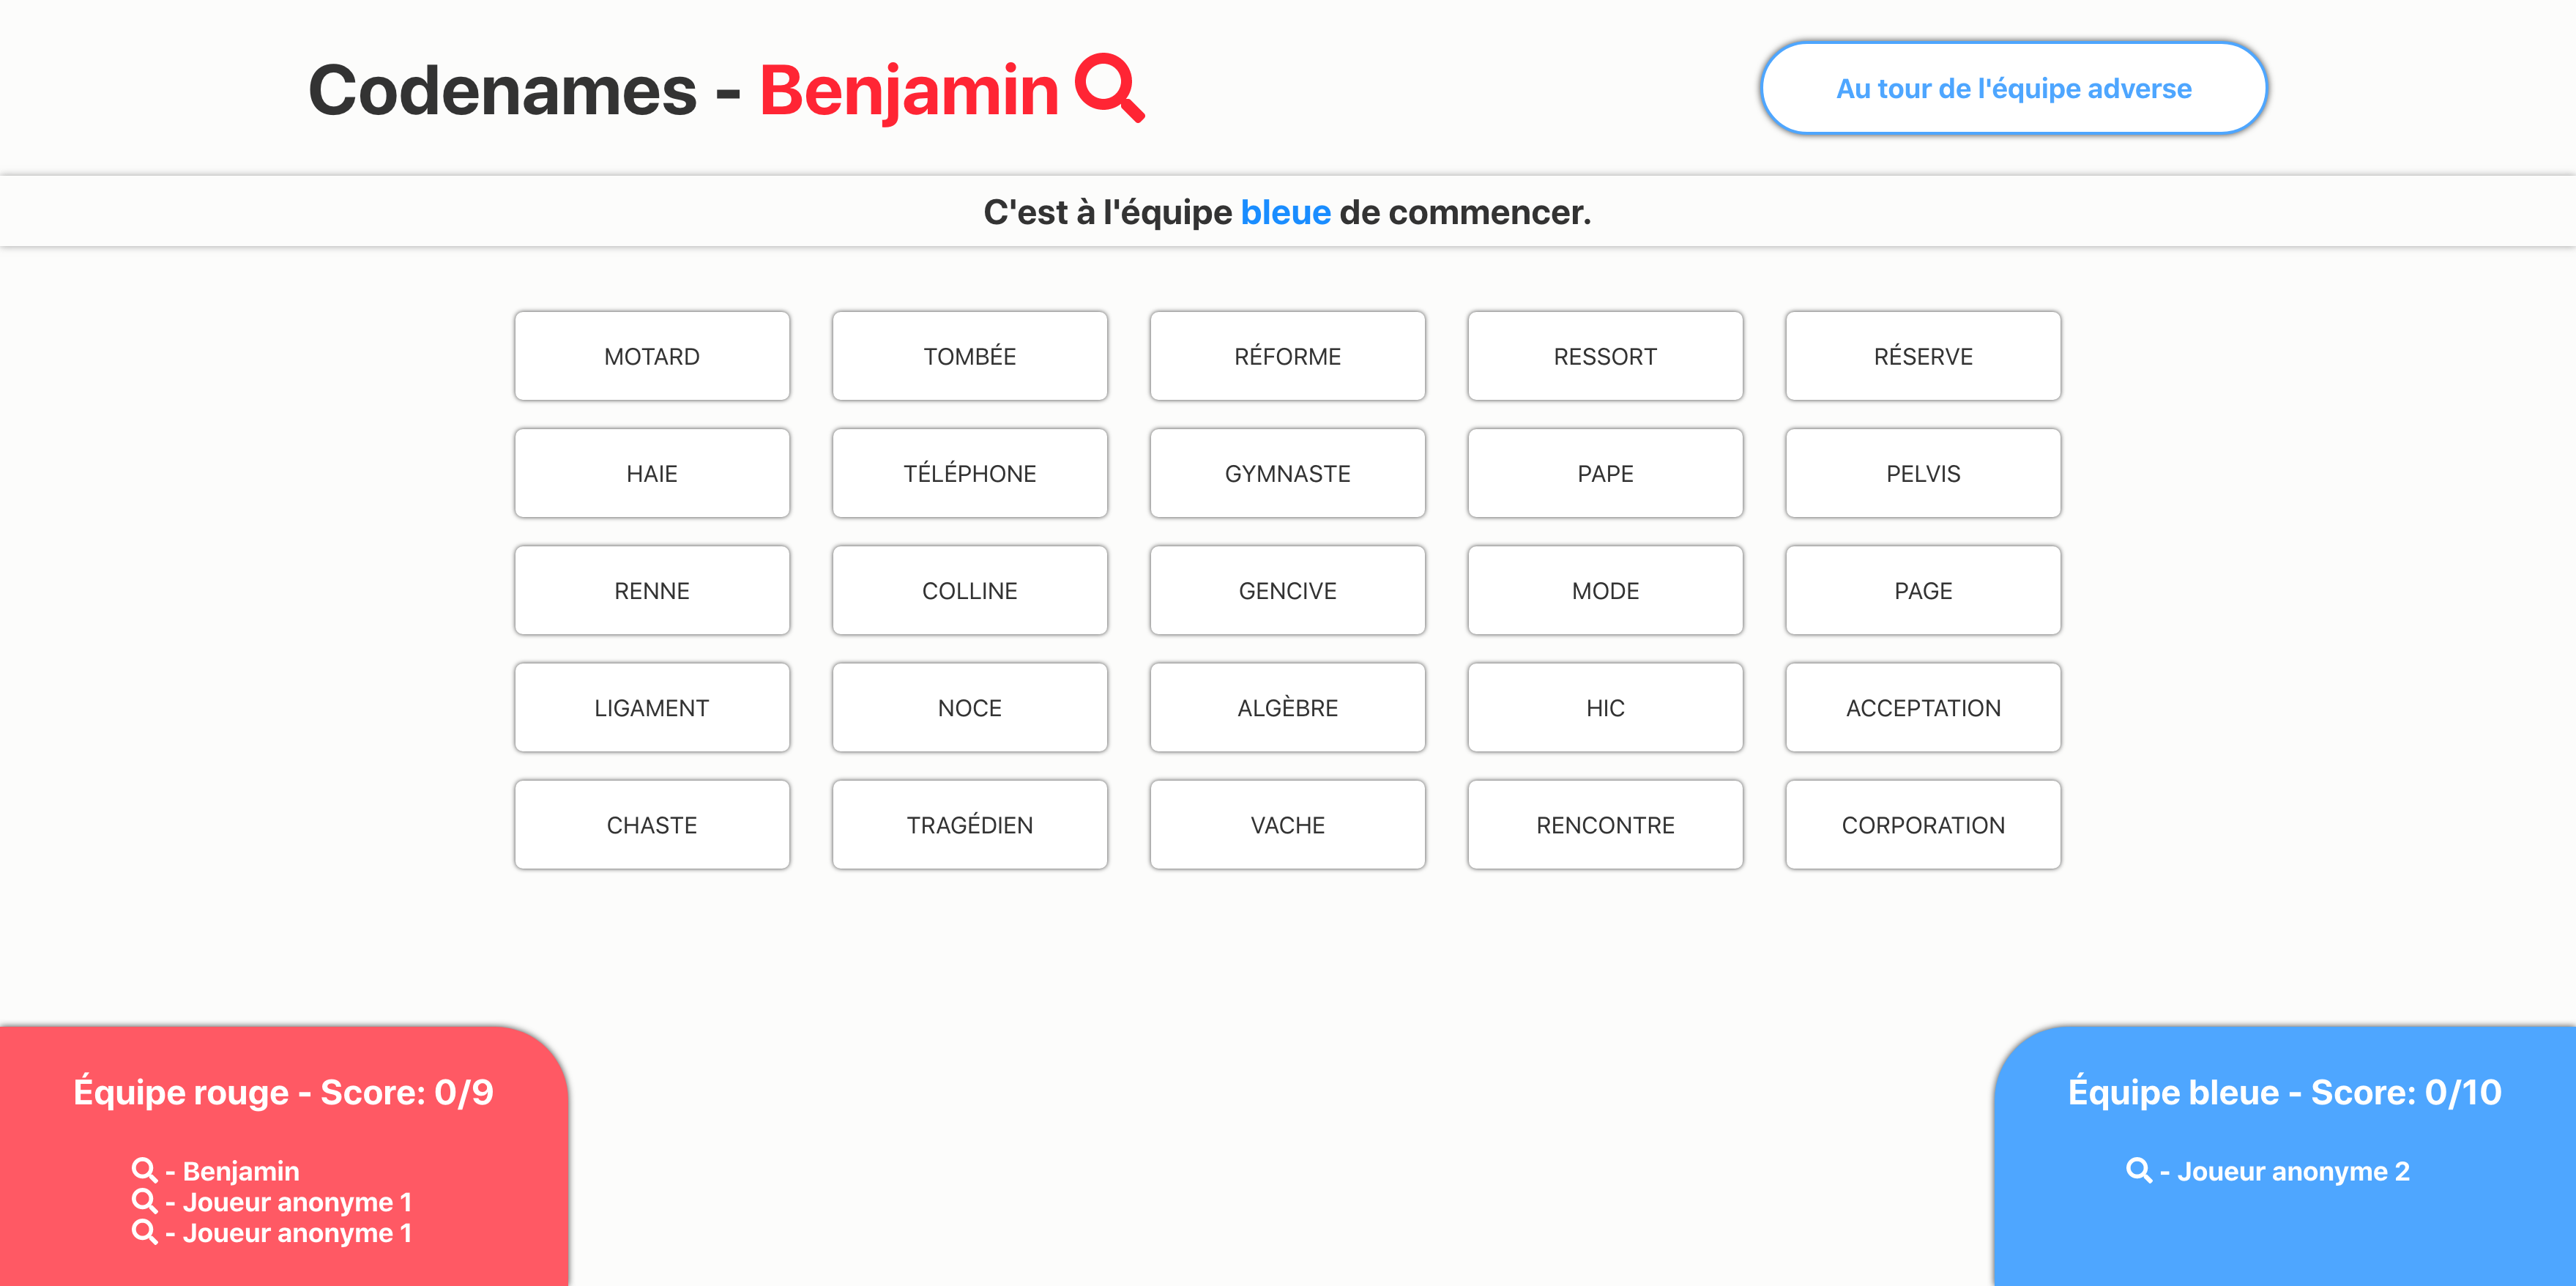 Codenames - Benjamin
Au tour de l'équipe adverse
C'est à l'équipe bleue de commencer.
MOTARD TOMBÉE RÉFORME RESSORT RÉSERVE
HAIE TÉLÉPHONE GYMNASTE PAPE PELVIS
RENNE COLLINE GENCIVE MODE PAGE
LIGAMENT NOCE ALGÈBRE HIC ACCEPTATION
CHASTE TRAGÉDIEN VACHE RENCONTRE CORPORATION
Équipe rouge - Score: 0/9
- Benjamin
- Joueur anonyme 1
- Joueur anonyme 1
Équipe bleue - Score: 0/10
- Joueur anonyme 2